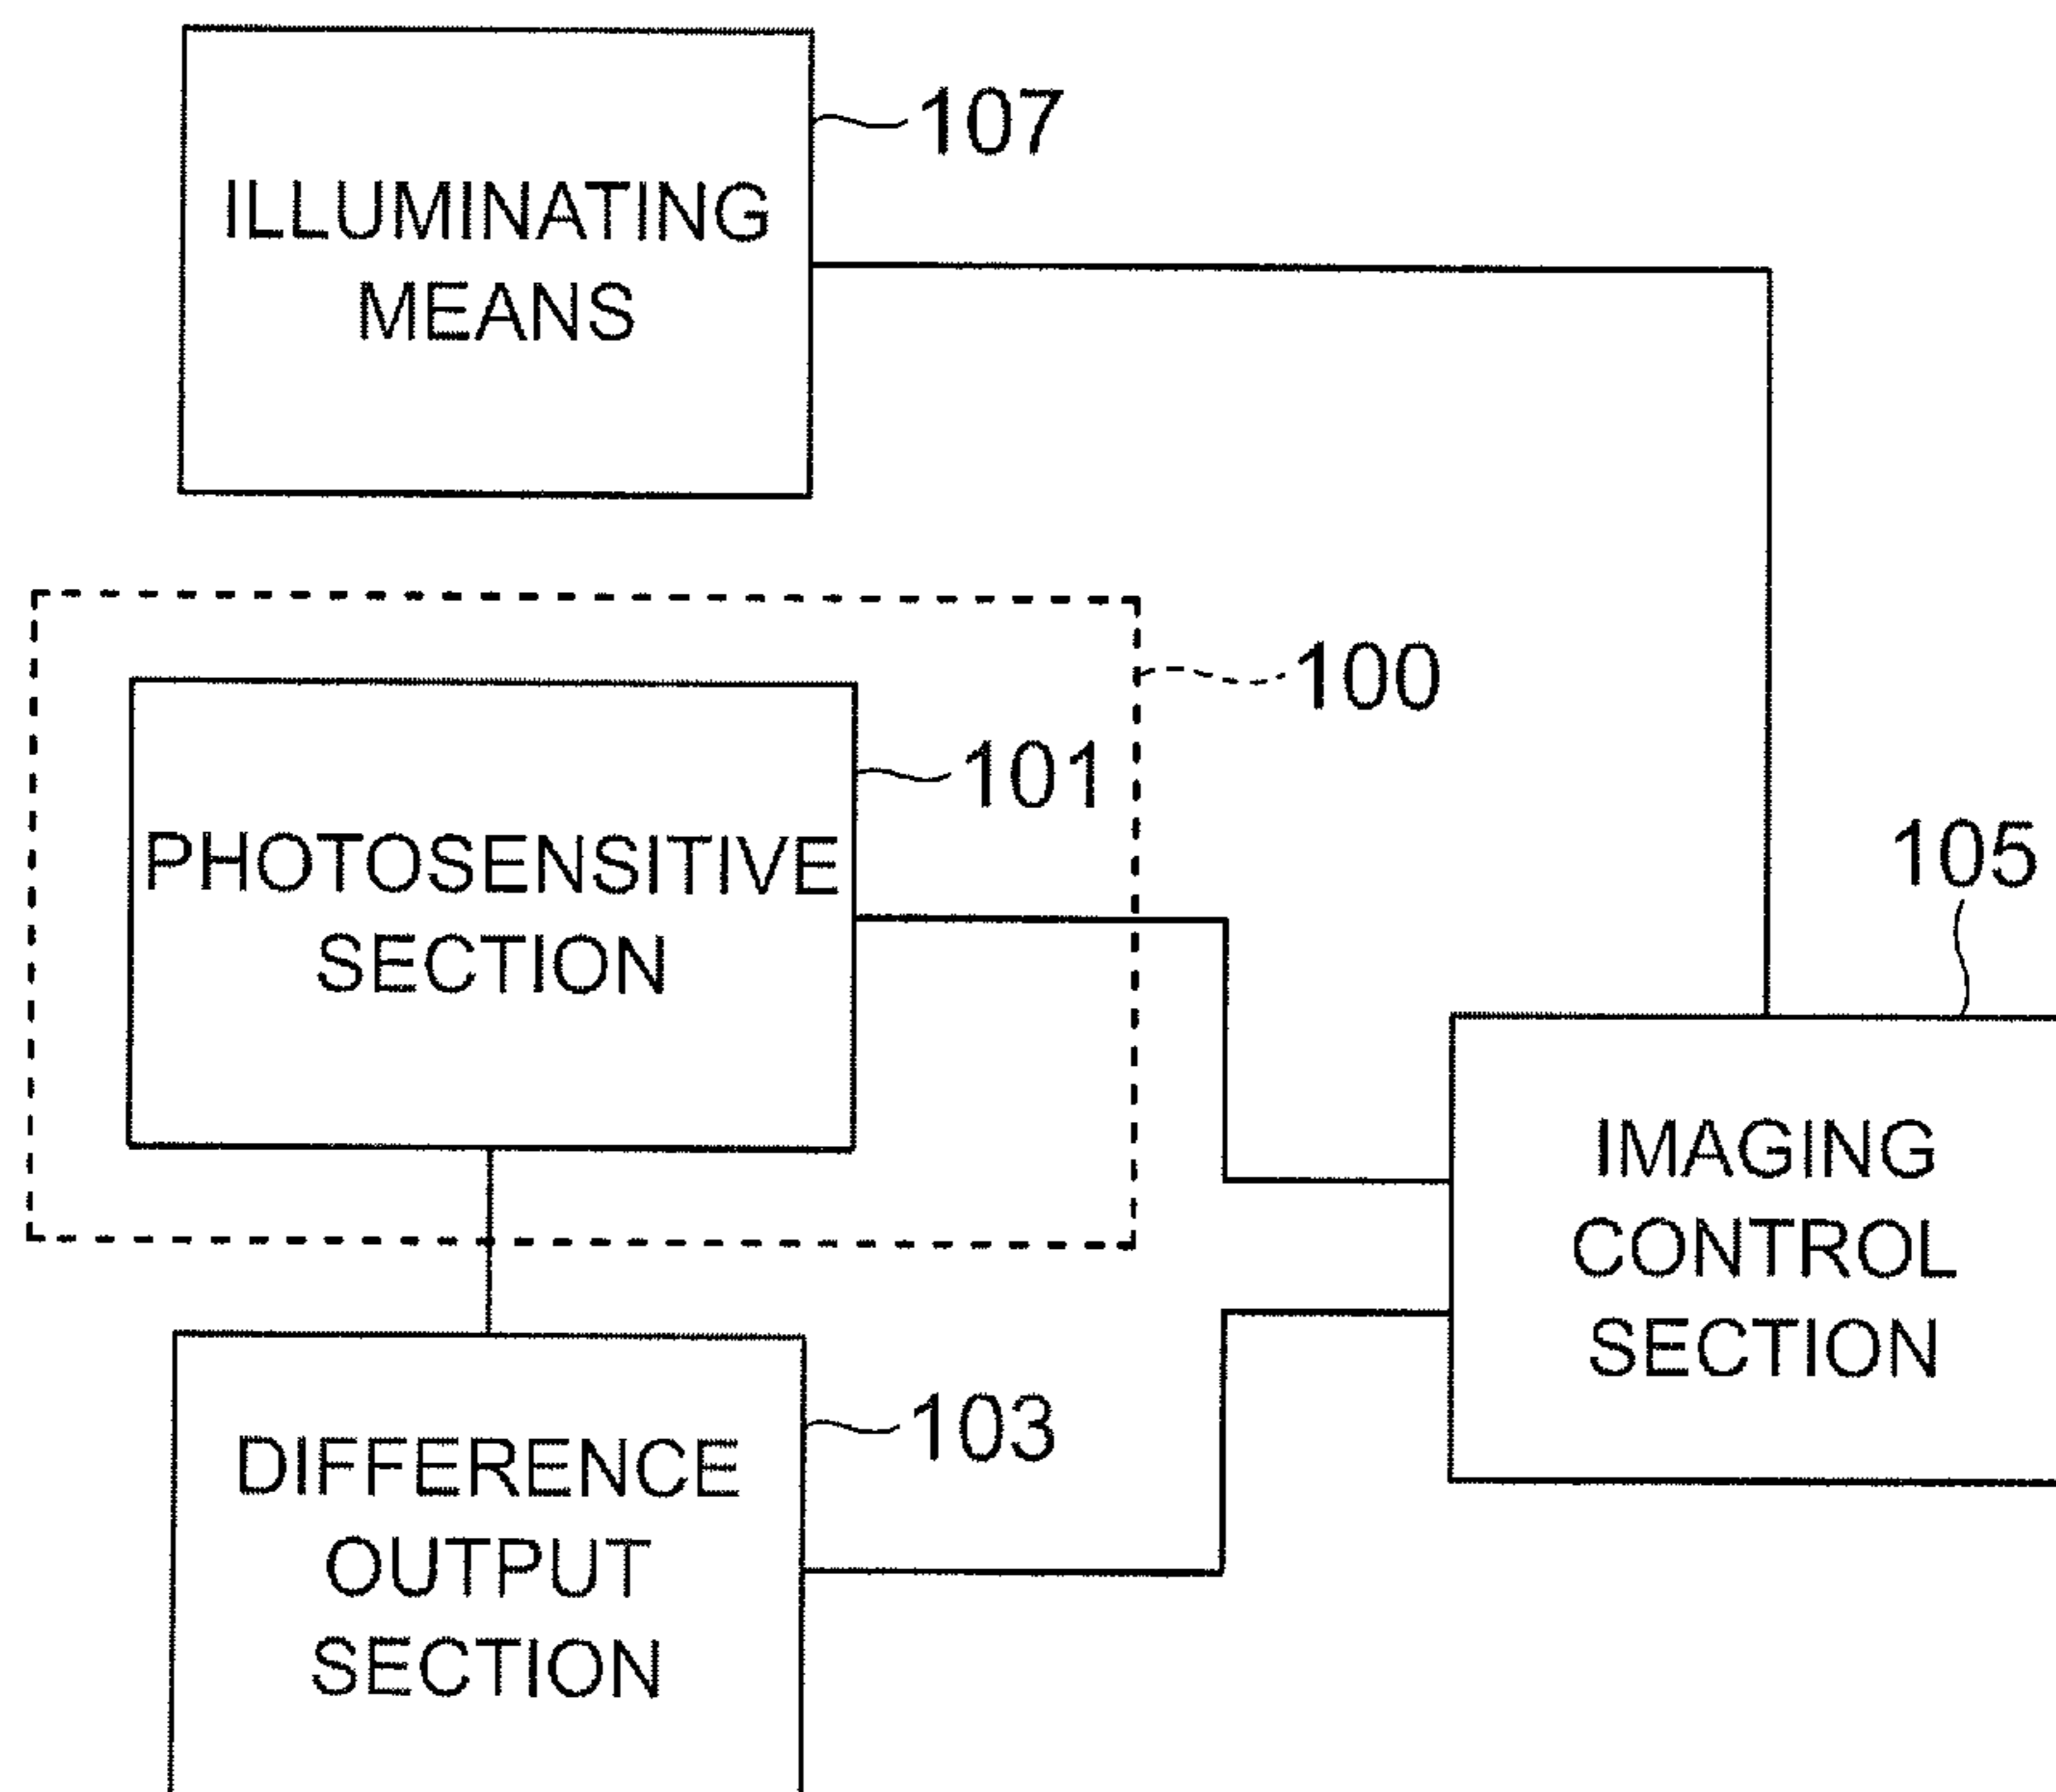 107
ILLUMINATING
MEANS
100
101
PHOTOSENSITIVE
SECTION
105
IMAGING
CONTROL
SECTION
103
DIFFERENCE
OUTPUT
SECTION